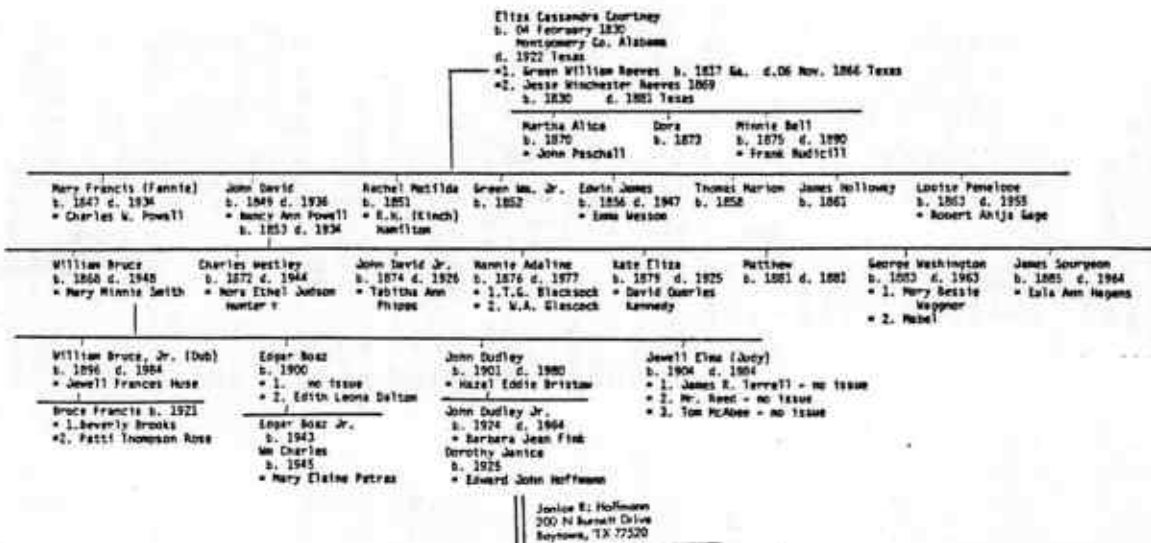 Eliza Cassandra Courtney
b. 04 February 1830
Montgomery Co. Alabama
d. 1922 Texas
*1. Green William Reeves b. 1817 Ga. d.06 Nov. 1866 Texas
*2. Jesse Winchester Reeves 1869
b. 1830 d. 1881 Texas
Martha Alice
b. 1870
* John Paschall
Dora
b. 1873
Minnie Bell
b. 1875 d. 1890
* Frank Rudicill
Mary Francis (Fannie)
b. 1847 d. 1934
* Charles W. Powell
John David
b. 1849 d. 1936
* Nancy Ann Powell
b. 1853 d. 1934
Rachel Matilda
b. 1851
* R.H. (Kinch)
Hamilton
Green Wm. Jr.
b. 1852
Edwin James
b. 1856 d. 1947
* Emma Wesson
Thomas Marion
b. 1858
James Holloway
b. 1861
Louise Penelope
b. 1863 d. 1955
* Robert Ahija Gage
William Bruce
b. 1868 d. 1948
* Mary Minnie Smith
Charles Westley
b. 1872 d. 1944
* Nora Ethel Judson
Hunter
John David Jr.
b. 1874 d. 1926
* Tabitha Ann
Phipps
Nannie Adaline
b. 1876 d. 1977
* 1.T.G. Blacksock
* 2. W.A. Glascock
Kate Eliza
b. 1879 d. 1925
* David Quarles
Kennedy
Matthew
b. 1881 d. 1881
George Washington
b. 1883 d. 1963
* 1. Mary Bessie
Waggner
* 2. Mabel
James Spurgeon
b. 1885 d. 1964
* Eula Ann Hagens
William Bruce, Jr. (Dub)
b. 1896 d. 1984
* Jewell Frances Huse
Bruce Francis b. 1921
* 1.Beverly Brooks
*2. Patti Thompson Rose
Edgar Boaz
b. 1900
* 1. no issue
* 2. Edith Leona Dalton
Edgar Boaz Jr.
b. 1943
Wm Charles
b. 1945
* Mary Elaine Petras
John Dudley
b. 1901 d. 1980
* Hazel Eddie Bristow
John Dudley Jr.
b. 1924 d. 1964
* Barbara Jean Fink
Dorothy Janice
b. 1925
* Edward John Hoffmann
Jewell Elma (Judy)
b. 1904 d. 1984
* 1. James R. Terrell - no issue
* 2. Mr. Reed - no issue
* 3. Tom McAbee - no issue
Janice R. Hoffmann
200 N Burnett Drive
Baytown, TX 77520